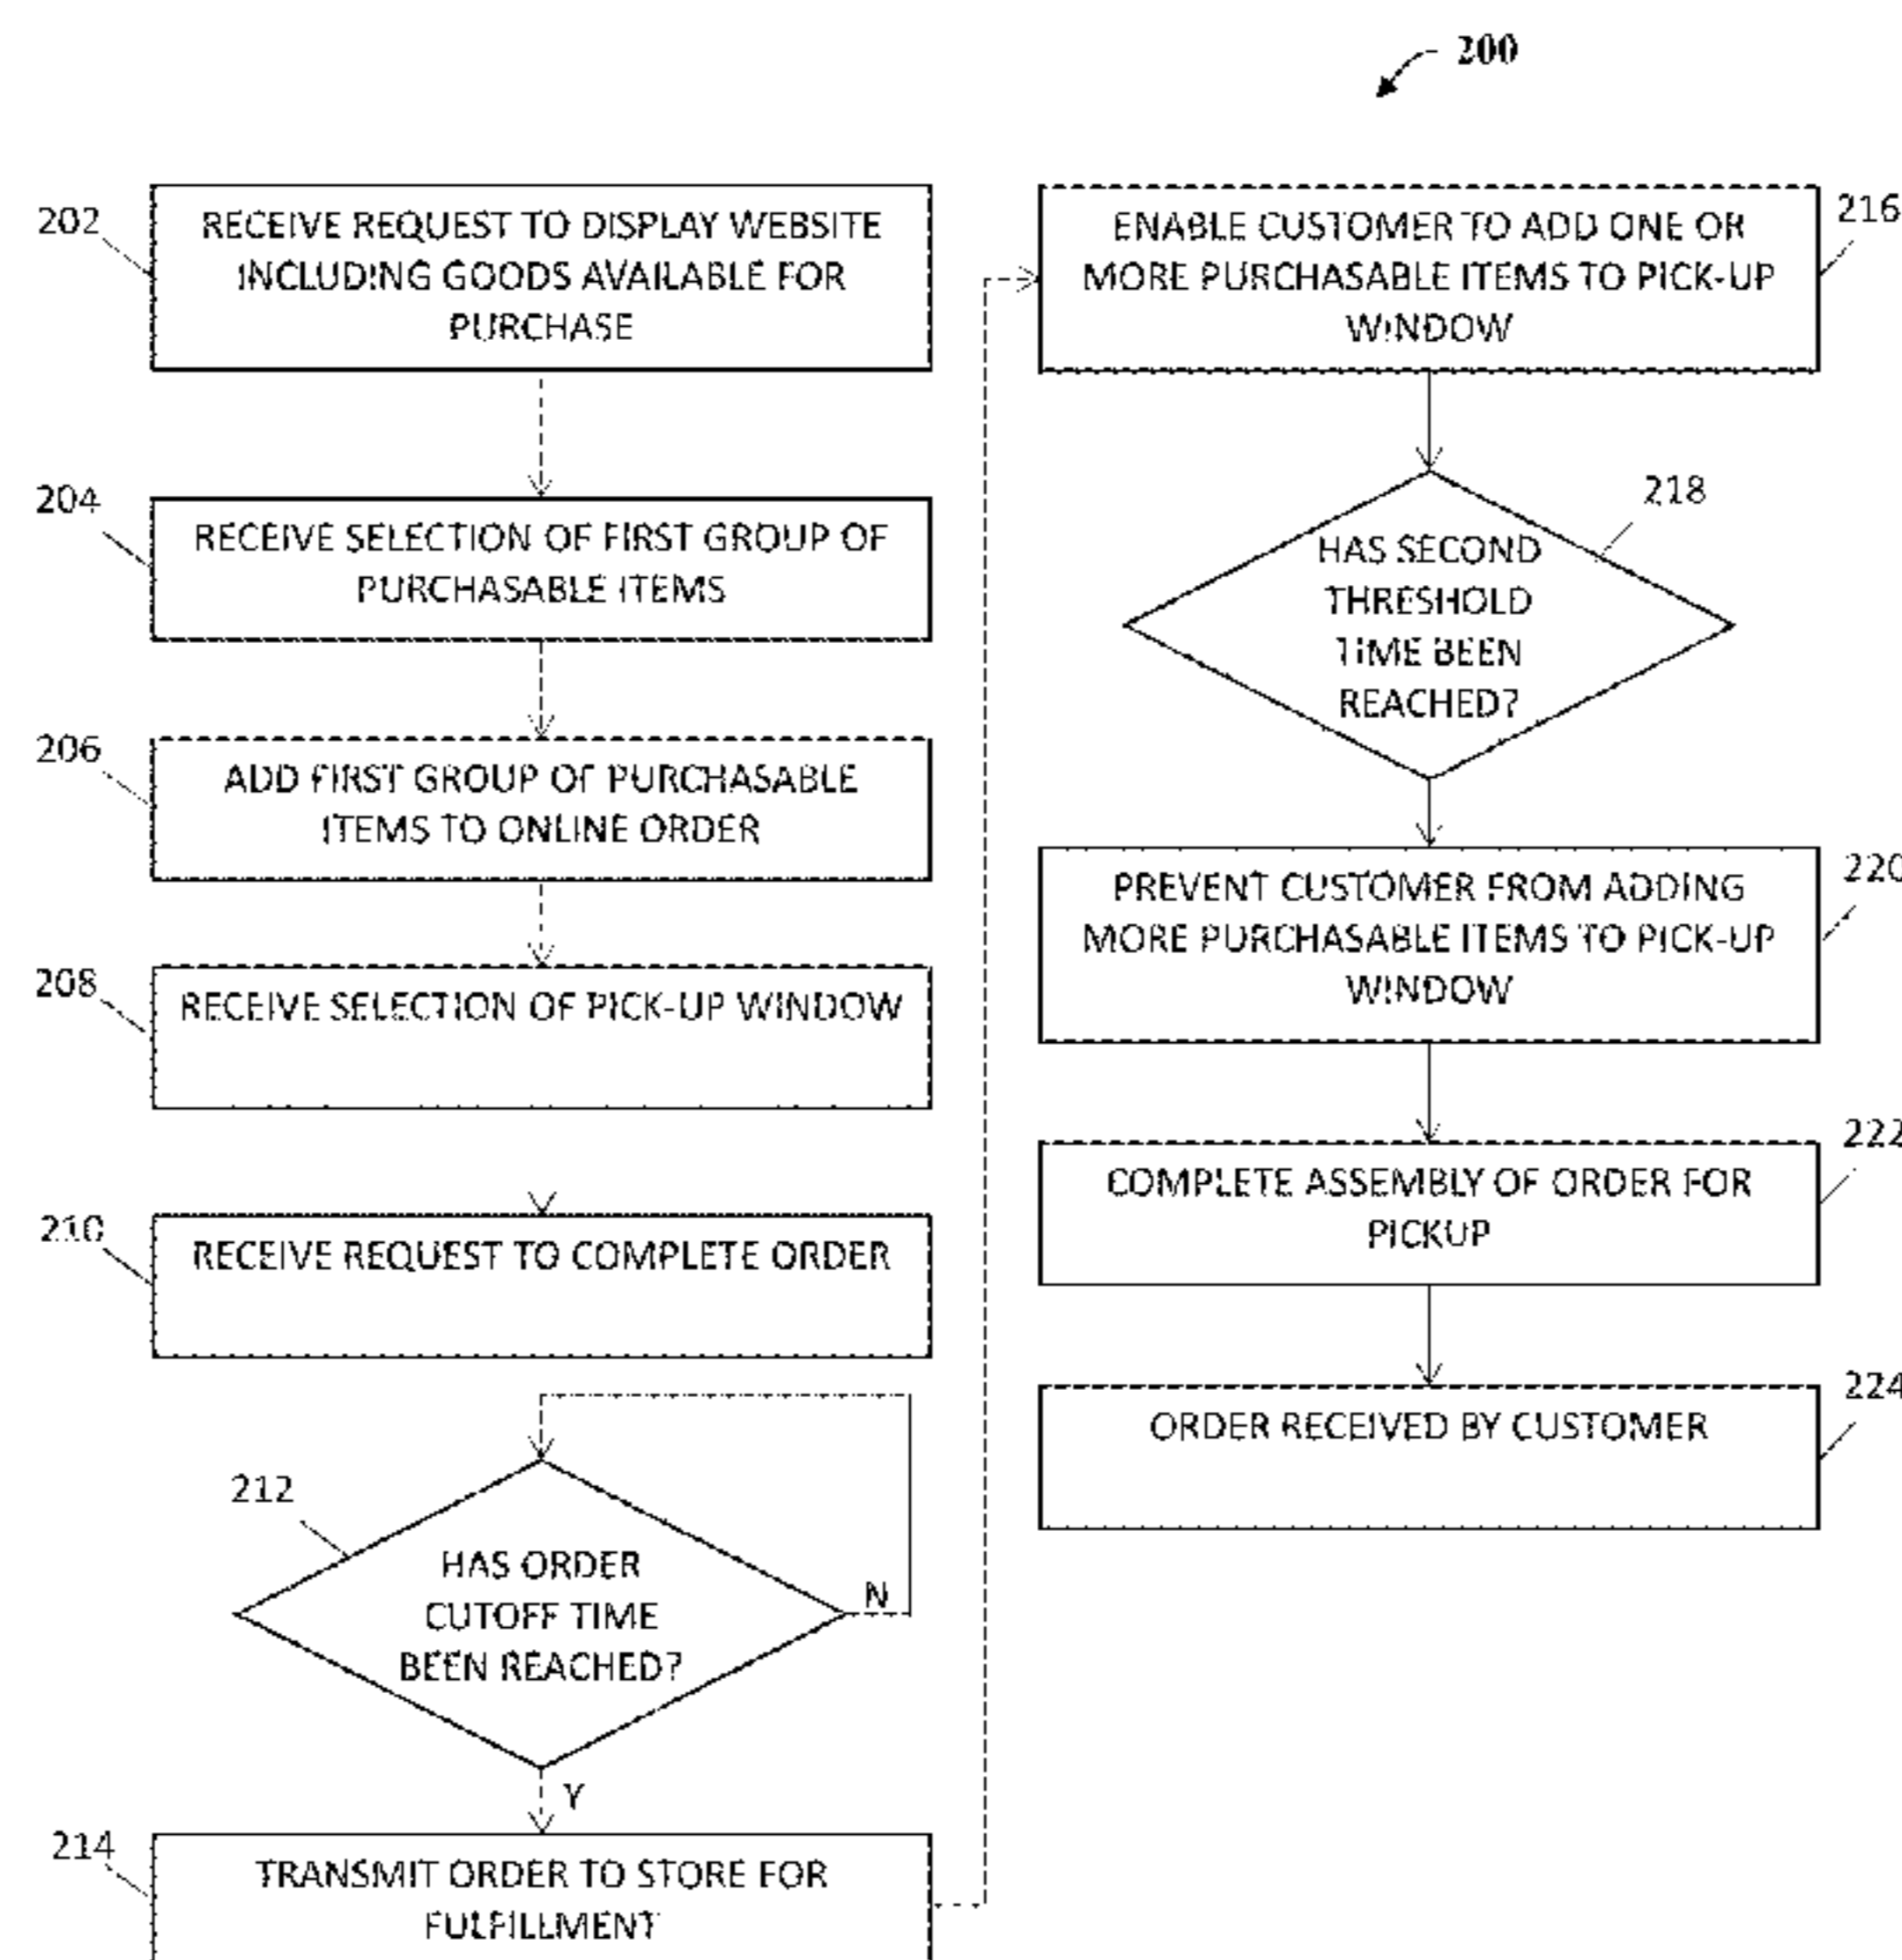 200
202
RECEIVE REQUEST TO DISPLAY WEBSITE
INCLUDING GOODS AVAILABLE FOR
PURCHASE
204
RECEIVE SELECTION OF FIRST GROUP OF
PURCHASABLE ITEMS
206
ADD FIRST GROUP OF PURCHASABLE
ITEMS TO ONLINE ORDER
208
RECEIVE SELECTION OF PICK-UP WINDOW
210
RECEIVE REQUEST TO COMPLETE ORDER
212
HAS ORDER
CUTOFF TIME
BEEN REACHED?
N
Y
214
TRANSMIT ORDER TO STORE FOR
FULFILLMENT
216
ENABLE CUSTOMER TO ADD ONE OR
MORE PURCHASABLE ITEMS TO PICK-UP
WINDOW
218
HAS SECOND
THRESHOLD
TIME BEEN
REACHED?
220
PREVENT CUSTOMER FROM ADDING
MORE PURCHASABLE ITEMS TO PICK-UP
WINDOW
222
COMPLETE ASSEMBLY OF ORDER FOR
PICKUP
224
ORDER RECEIVED BY CUSTOMER